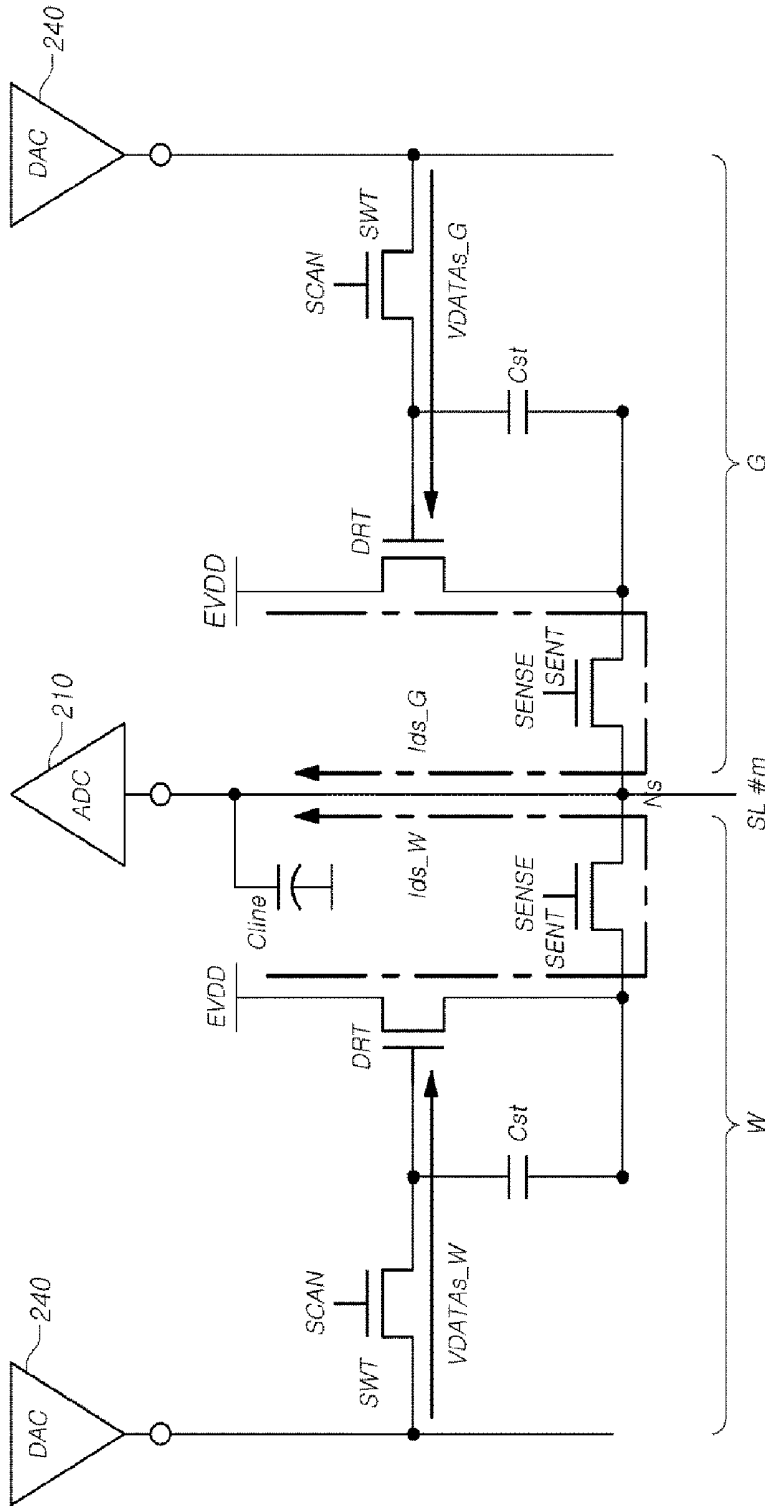 240
DAC
240
DAC
210
ADC
SCAN
SWT
VDATAs_G
Cst
DRT
EVDD
SENSE
SENT
Ids_G
Ns
SL #m
G
Ids_W
Cline
SENSE
SENT
EVDD
DRT
Cst
SCAN
SWT
VDATAs_W
W